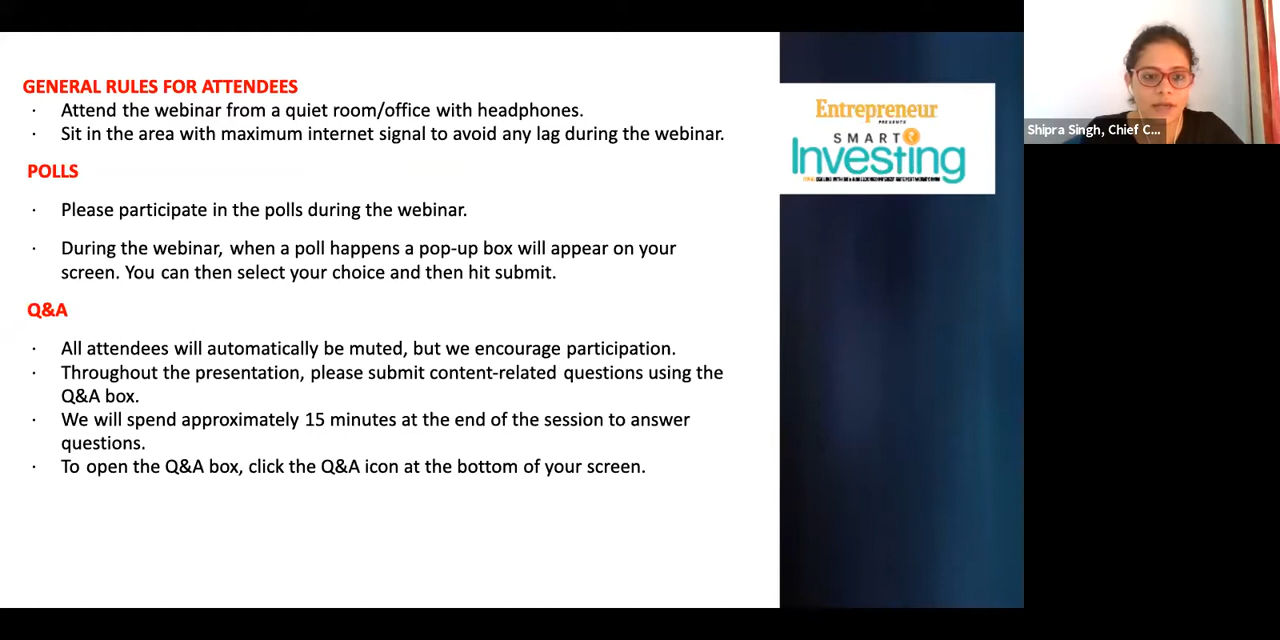 GENERAL RULES FOR ATTENDEES
· Attend the webinar from a quiet room/office with headphones.
· Sit in the area with maximum internet signal to avoid any lag during the webinar.
POLLS
· Please participate in the polls during the webinar.
· During the webinar, when a poll happens a pop-up box will appear on your
screen. You can then select your choice and then hit submit.
Q&A
· All attendees will automatically be muted, but we encourage participation.
· Throughout the presentation, please submit content-related questions using the
Q&A box.
· We will spend approximately 15 minutes at the end of the session to answer
questions.
· To open the Q&A box, click the Q&A icon at the bottom of your screen.
Entrepreneur
PRESENTS
SMART ₹
Investing
Shipra Singh, Chief C...